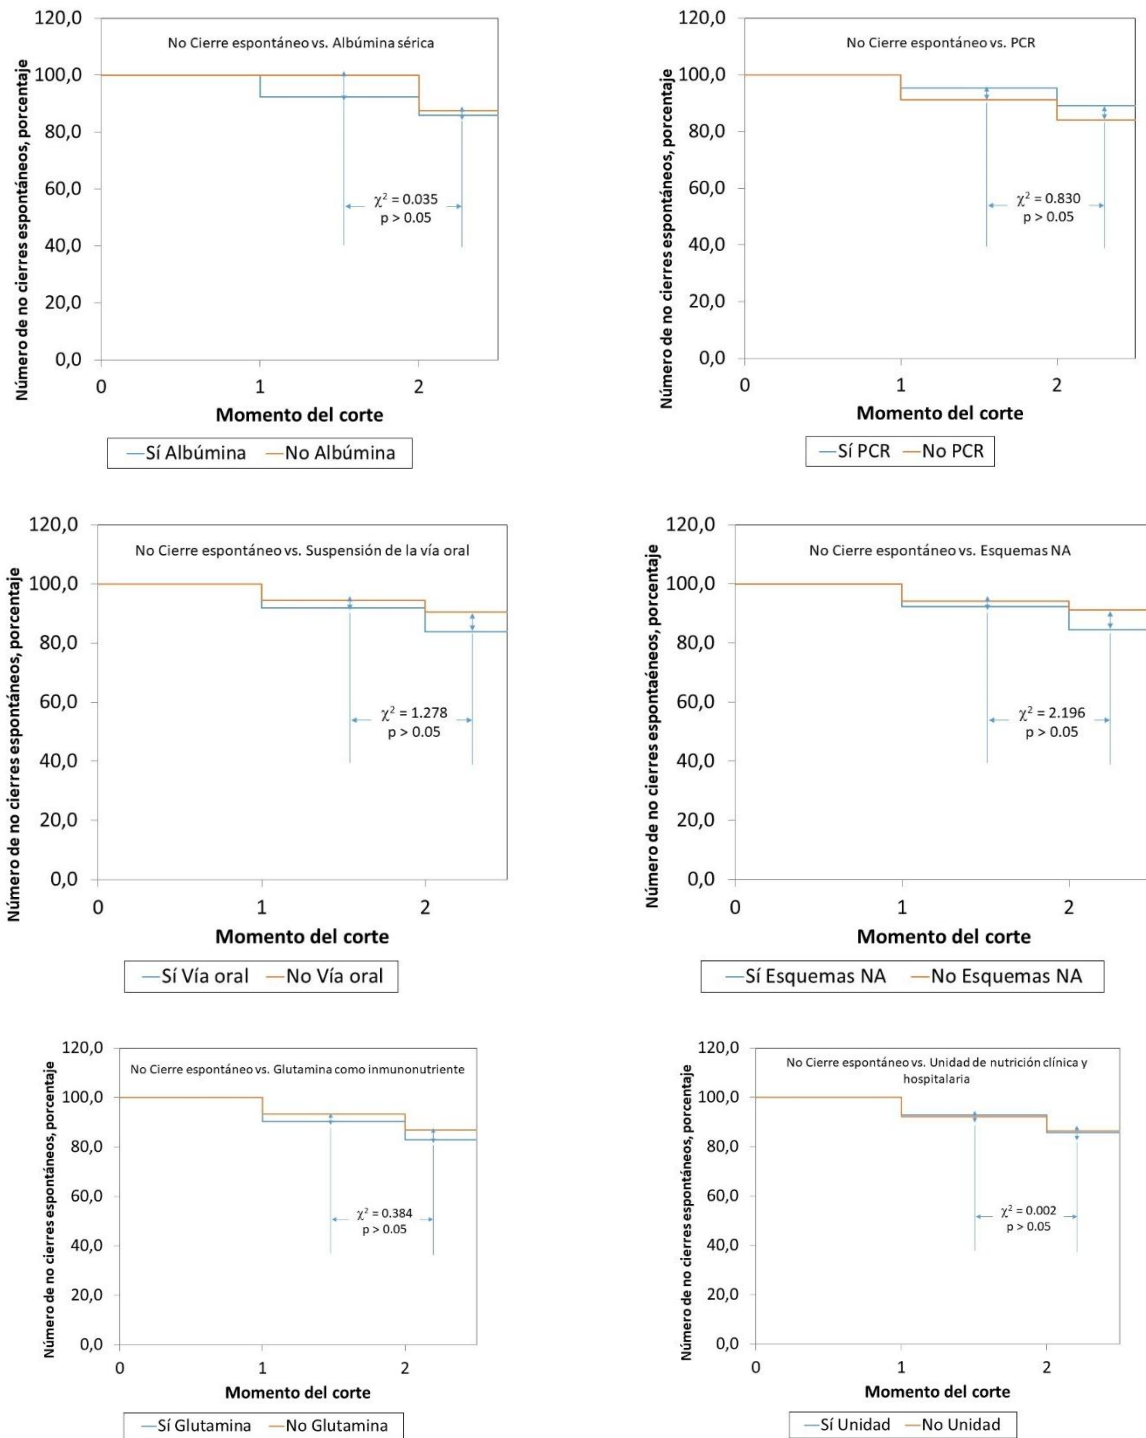 No Cierre espontáneo vs. Albúmina sérica
Número de no cierres espontáneos, porcentaje
120,0
100,0
80,0
60,0
40,0
20,0
0,0
χ² = 0.035
p > 0.05
0 1 2
Momento del corte
Sí Albúmina No Albúmina
No Cierre espontáneo vs. PCR
Número de no cierres espontáneos, porcentaje
120,0
100,0
80,0
60,0
40,0
20,0
0,0
χ² = 0.830
p > 0.05
0 1 2
Momento del corte
Sí PCR No PCR
No Cierre espontáneo vs. Suspensión de la vía oral
Número de no cierres espontáneos, porcentaje
120,0
100,0
80,0
60,0
40,0
20,0
0,0
χ² = 1.278
p > 0.05
0 1 2
Momento del corte
Sí Vía oral No Vía oral
No Cierre espontáneo vs. Esquemas NA
Número de no cierres espontaéneos, porcentaje
120,0
100,0
80,0
60,0
40,0
20,0
0,0
χ² = 2.196
p > 0.05
0 1 2
Momento del corte
Sí Esquemas NA No Esquemas NA
No Cierre espontáneo vs. Glutamina como inmunonutriente
Número de no cierres espontáneos, porcentaje
120,0
100,0
80,0
60,0
40,0
20,0
0,0
χ² = 0.384
p > 0.05
0 1 2
Momento del corte
Sí Glutamina No Glutamina
No Cierre espontáneo vs. Unidad de nutrición clínica y
hospitalaria
Número de no cierres espontáneos, porcentaje
120,0
100,0
80,0
60,0
40,0
20,0
0,0
χ² = 0.002
p > 0.05
0 1 2
Momento del corte
Sí Unidad No Unidad